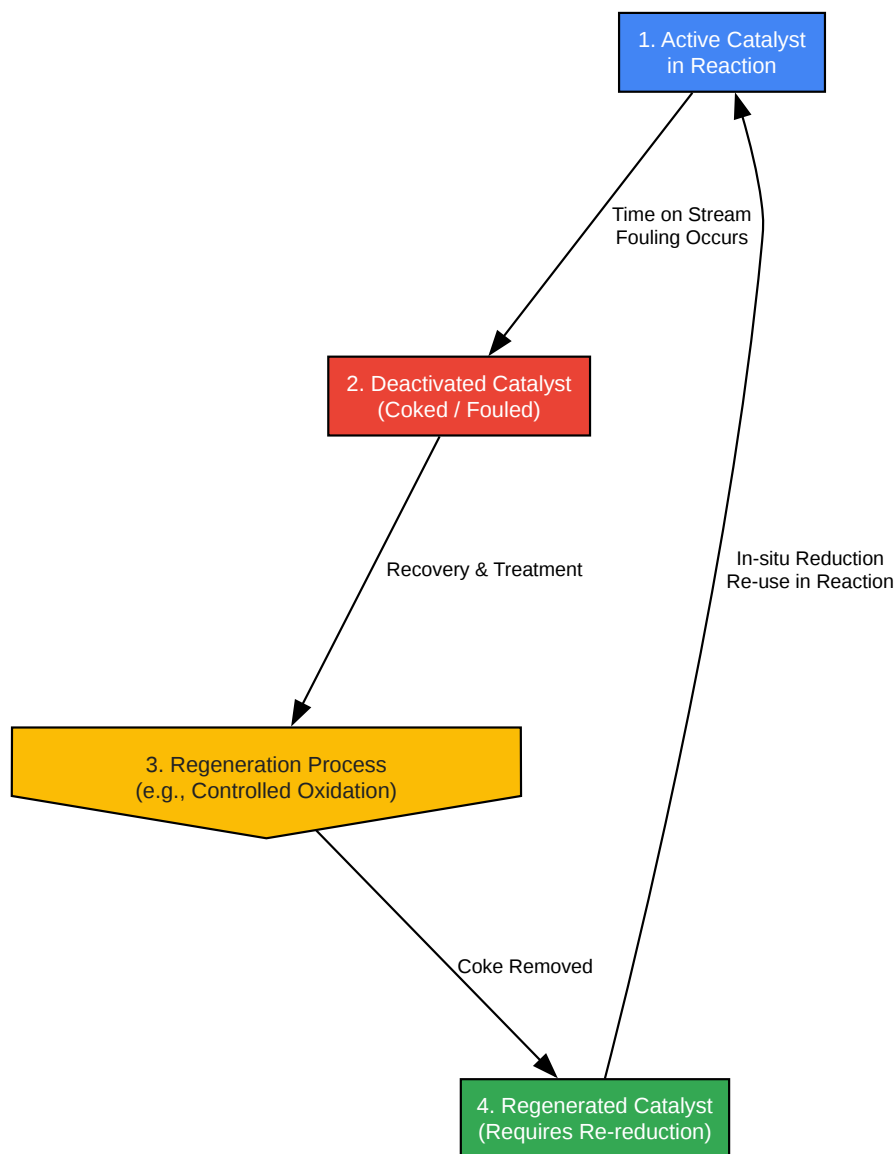 1. Active Catalyst
in Reaction
Time on Stream
Fouling Occurs
2. Deactivated Catalyst
(Coked / Fouled)
In-situ Reduction
Re-use in Reaction
Recovery & Treatment
3. Regeneration Process
(e.g., Controlled Oxidation)
Coke Removed
4. Regenerated Catalyst
(Requires Re-reduction)